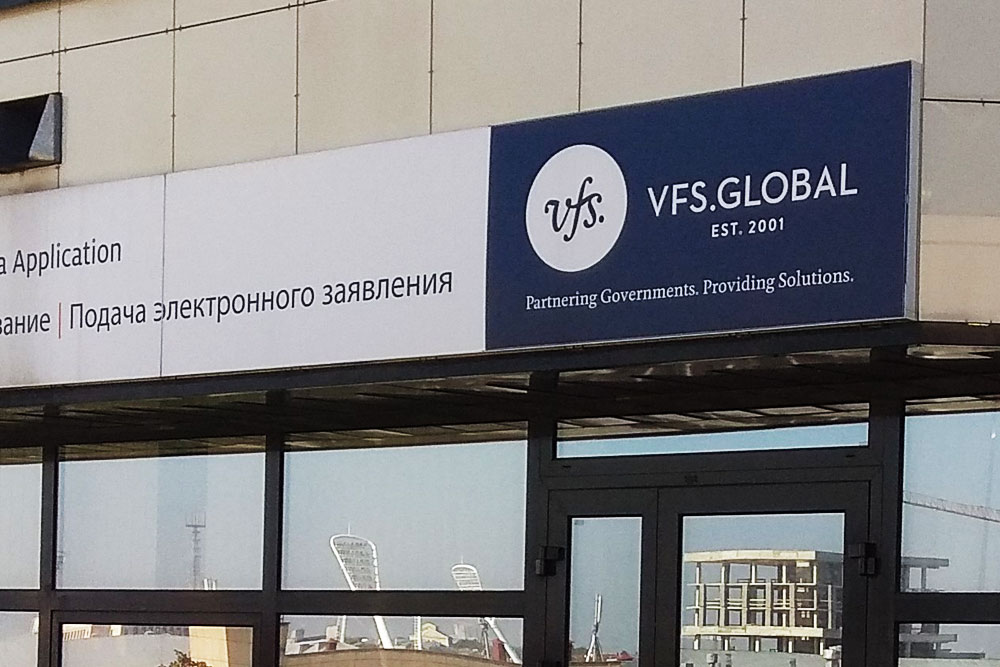 a Application
вание | Подача электронного заявления
vfs.
VFS.GLOBAL
EST. 2001
Partnering Governments. Providing Solutions.